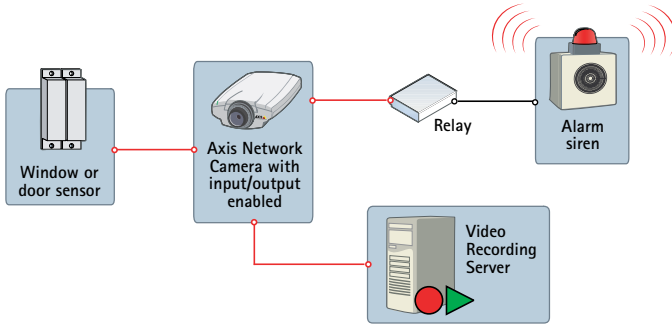 Window or
door sensor
Axis Network
Camera with
input/output
enabled
Relay
Alarm
siren
Video
Recording
Server